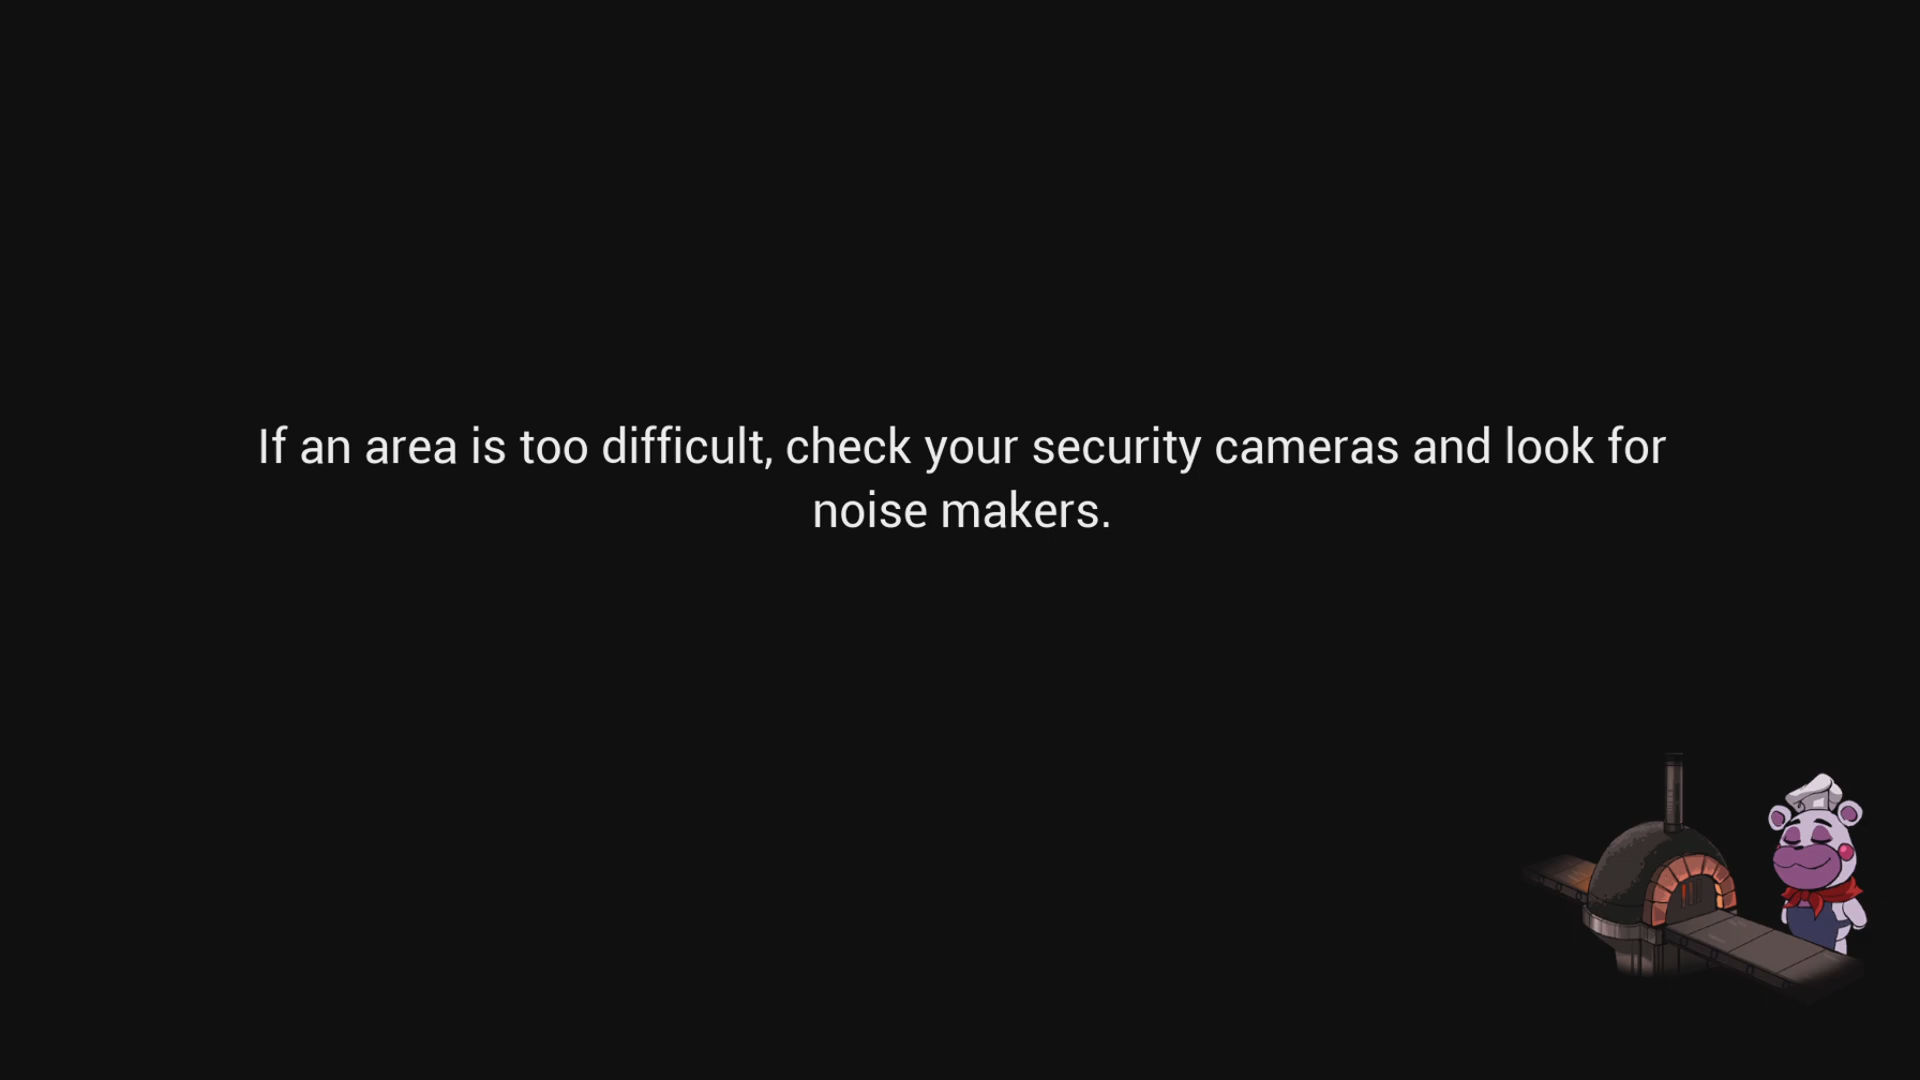 If an area is too difficult, check your security cameras and look for
noise makers.